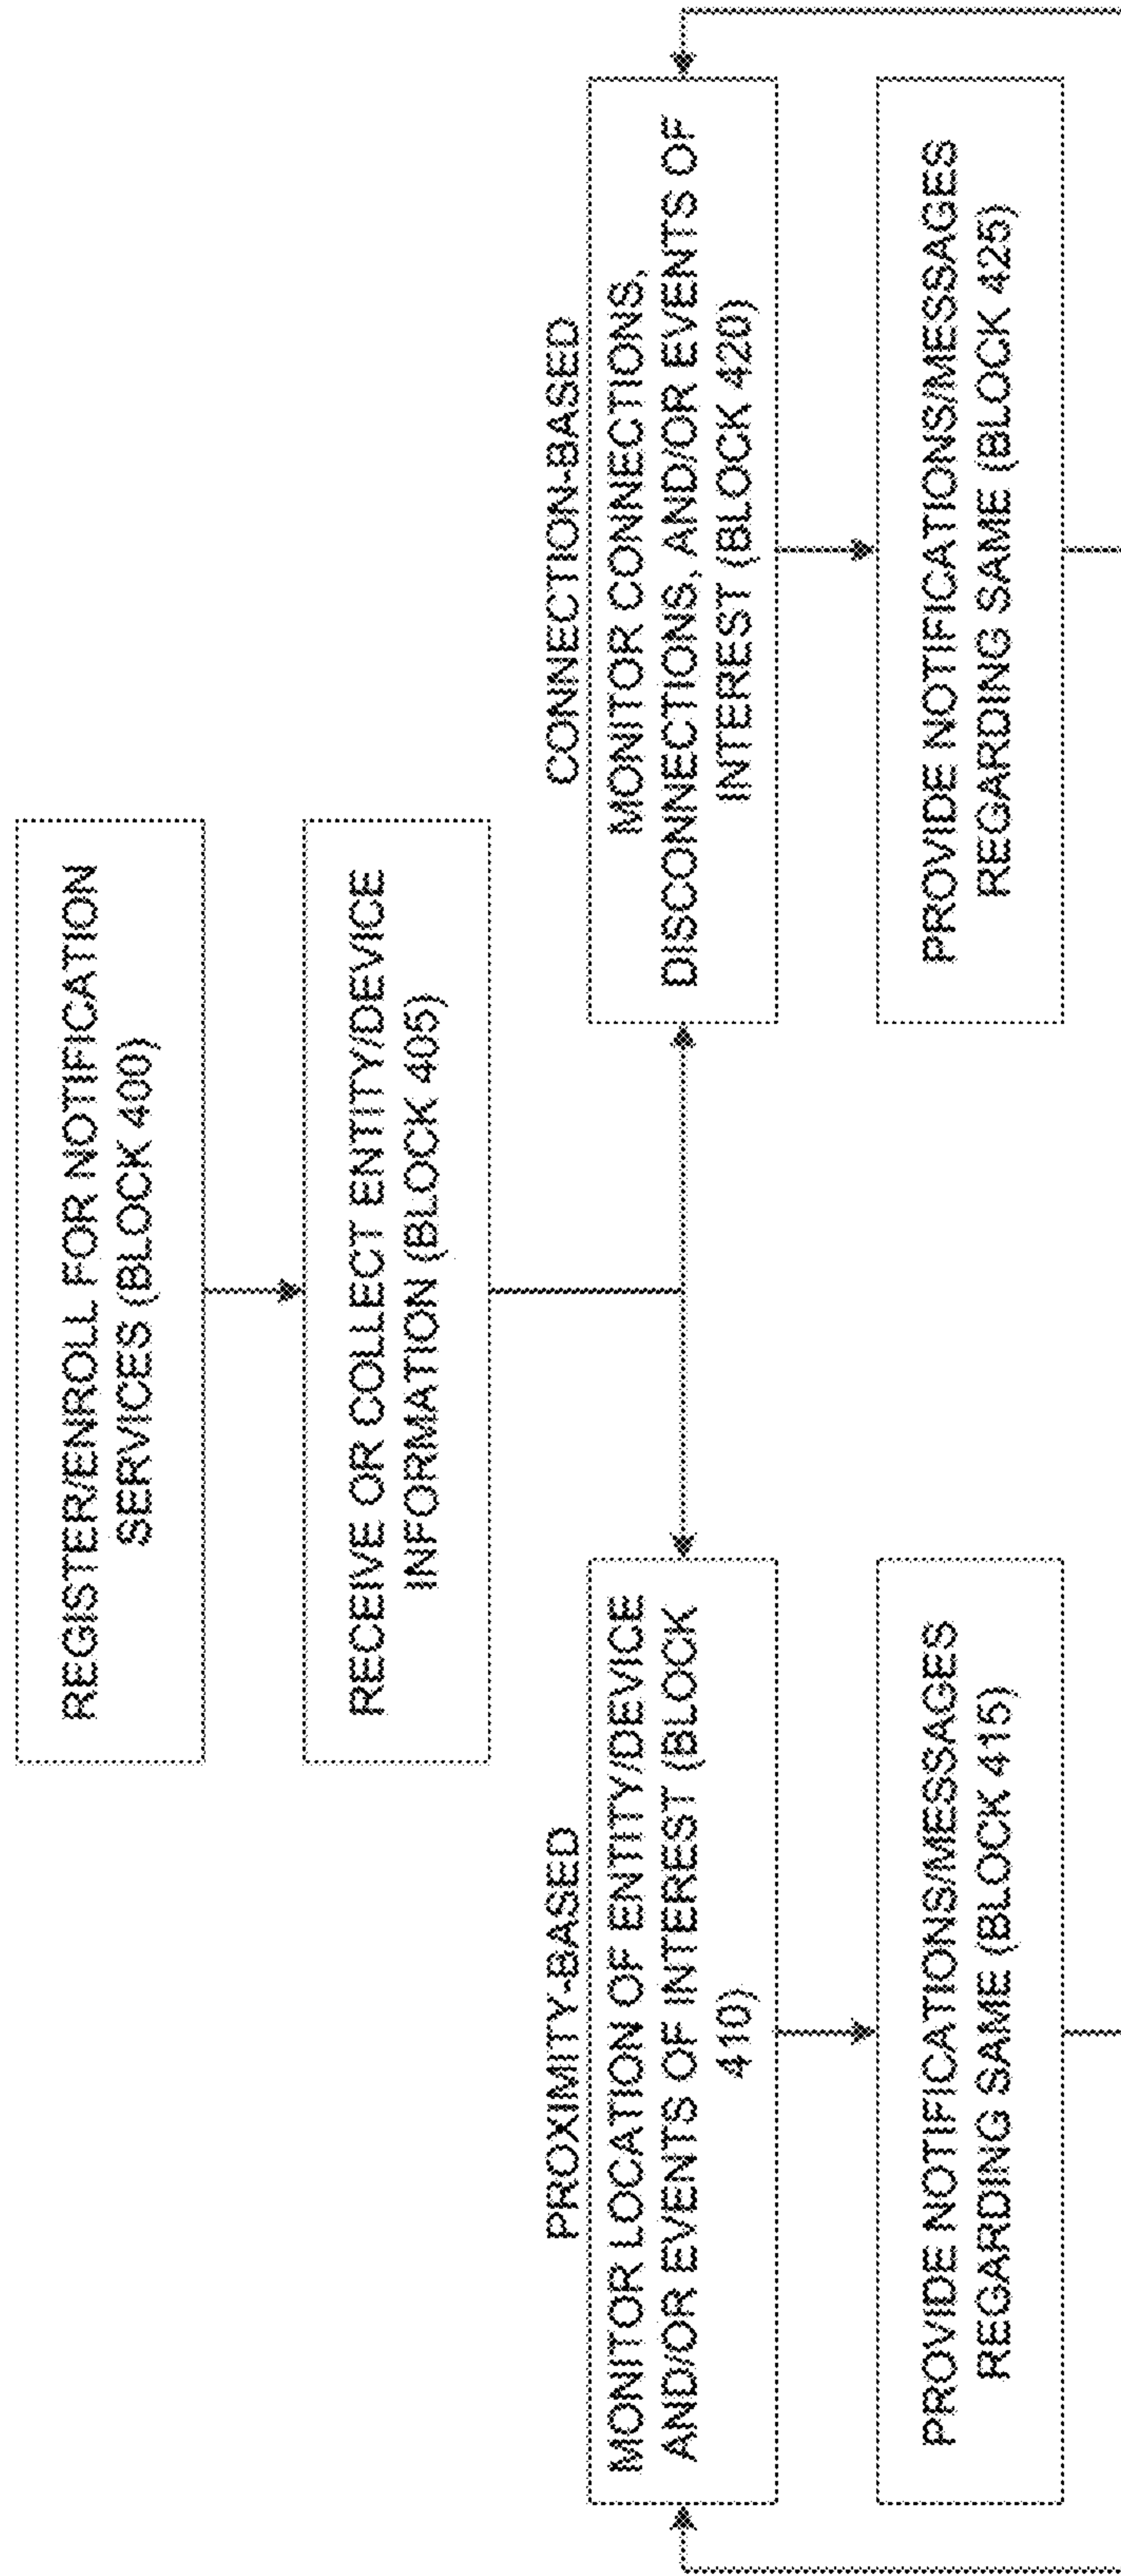 REGISTER/ENROLL FOR NOTIFICATION
SERVICES (BLOCK 400)
RECEIVE OR COLLECT ENTITY/DEVICE
INFORMATION (BLOCK 405)
PROXIMITY-BASED
MONITOR LOCATION OF ENTITY/DEVICE
AND/OR EVENTS OF INTEREST (BLOCK
410)
PROVIDE NOTIFICATIONS/MESSAGES
REGARDING SAME (BLOCK 415)
CONNECTION-BASED
MONITOR CONNECTIONS,
DISCONNECTIONS, AND/OR EVENTS OF
INTEREST (BLOCK 420)
PROVIDE NOTIFICATIONS/MESSAGES
REGARDING SAME (BLOCK 425)